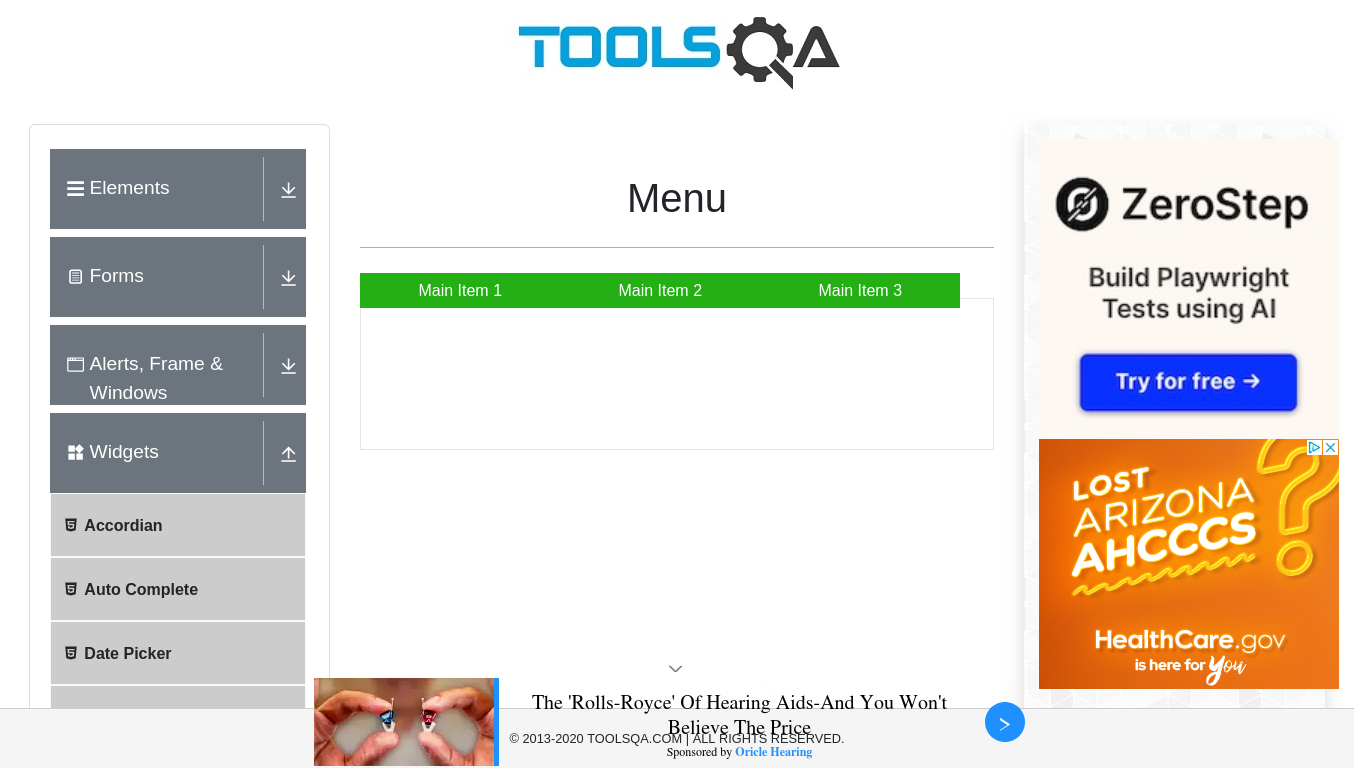 TOOLSQA
Elements
Forms
Alerts, Frame &
Windows
Widgets
Accordian
Auto Complete
Date Picker
Menu
Main Item 1
Main Item 2
Main Item 3
ZeroStep
Build Playwright
Tests using AI
Try for free →
LOST
ARIZONA
AHCCCS?
HealthCare.gov
is here for you
The 'Rolls-Royce' Of Hearing Aids-And You Won't
Believe The Price
Sponsored by Oricle Hearing
© 2013-2020 TOOLSQA.COM | ALL RIGHTS RESERVED.